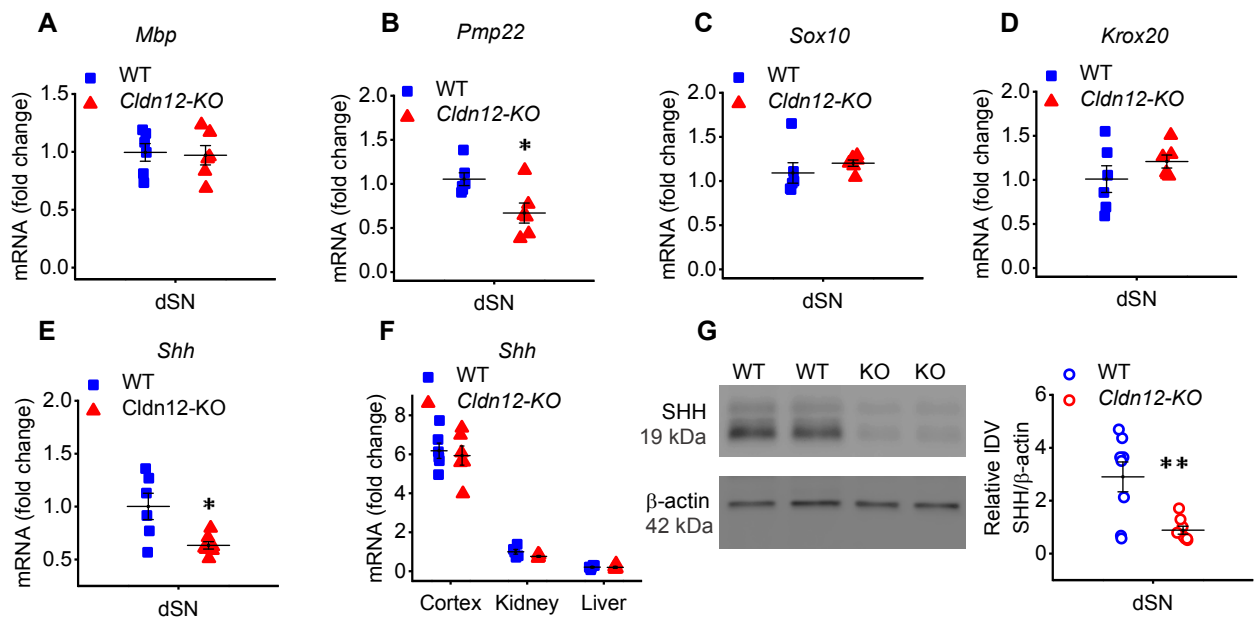 A
Mbp
WT
Cldn12-KO
mRNA (fold change)
1.5
1.0
0.5
0.0
dSN
B
Pmp22
WT
Cldn12-KO
mRNA (fold change)
2.0
1.5
1.0
0.5
0.0
*
dSN
C
Sox10
WT
Cldn12-KO
mRNA (fold change)
2.0
1.5
1.0
0.5
0.0
dSN
D
Krox20
WT
Cldn12-KO
mRNA (fold change)
2.0
1.5
1.0
0.5
0.0
dSN
E
Shh
WT
Cldn12-KO
mRNA (fold change)
2.0
1.5
1.0
0.5
*
dSN
F
Shh
WT
Cldn12-KO
mRNA (fold change)
8
6
4
2
0
Cortex Kidney Liver
G
WT WT KO KO
SHH
19 kDa
β-actin
42 kDa
WT
Cldn12-KO
Relative IDV
SHH/β-actin
6
4
2
0
**
dSN